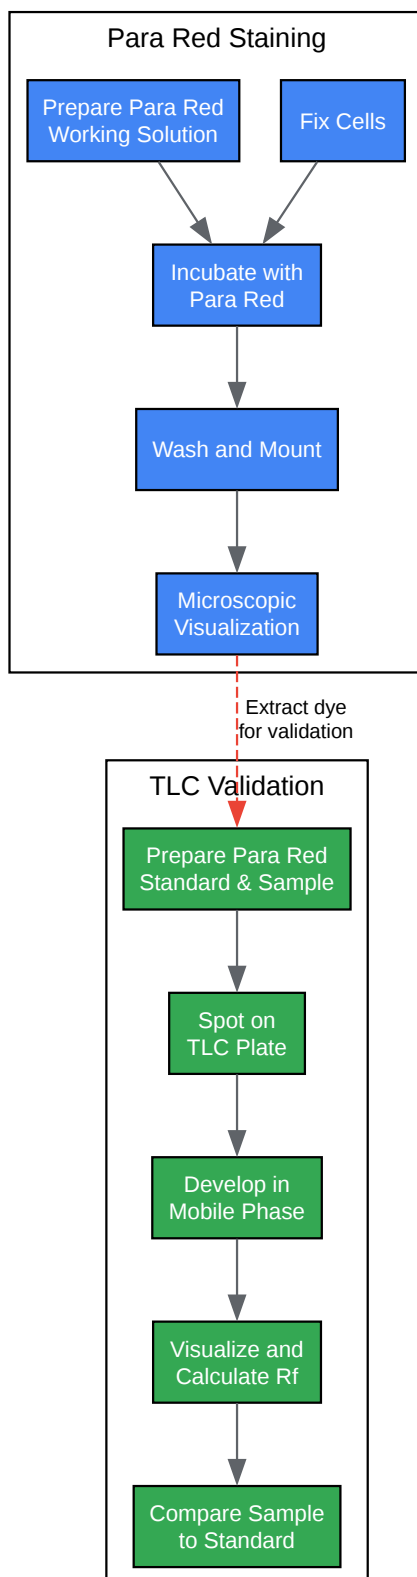 Para Red Staining
Prepare Para Red
Working Solution
Fix Cells
Incubate with
Para Red
Wash and Mount
Microscopic
Visualization
Extract dye
for validation
TLC Validation
Prepare Para Red
Standard & Sample
Spot on
TLC Plate
Develop in
Mobile Phase
Visualize and
Calculate Rf
Compare Sample
to Standard